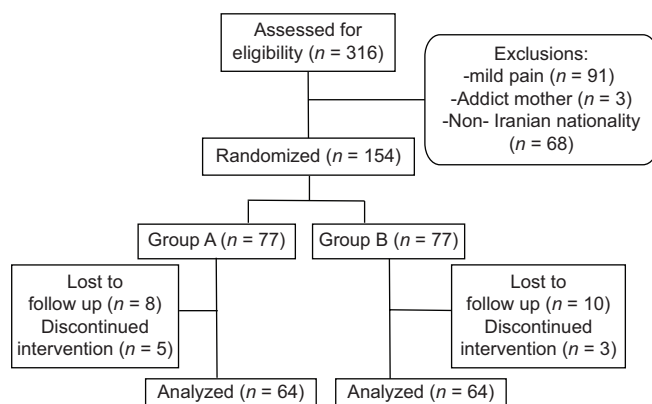 Assessed for
eligibility (n = 316)
Exclusions:
-mild pain (n = 91)
-Addict mother (n = 3)
-Non- Iranian nationality
(n = 68)
Randomized (n = 154)
Group A (n = 77)
Group B (n = 77)
Lost to
follow up (n = 8)
Discontinued
intervention (n = 5)
Lost to
follow up (n = 10)
Discontinued
intervention (n = 3)
Analyzed (n = 64)
Analyzed (n = 64)